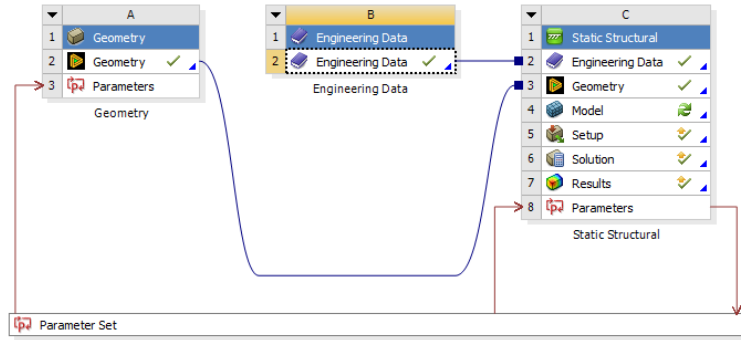 A
1 Geometry
2 Geometry
3 Parameters
Geometry
B
1 Engineering Data
2 Engineering Data
Engineering Data
C
1 Static Structural
2 Engineering Data
3 Geometry
4 Model
5 Setup
6 Solution
7 Results
8 Parameters
Static Structural
Parameter Set